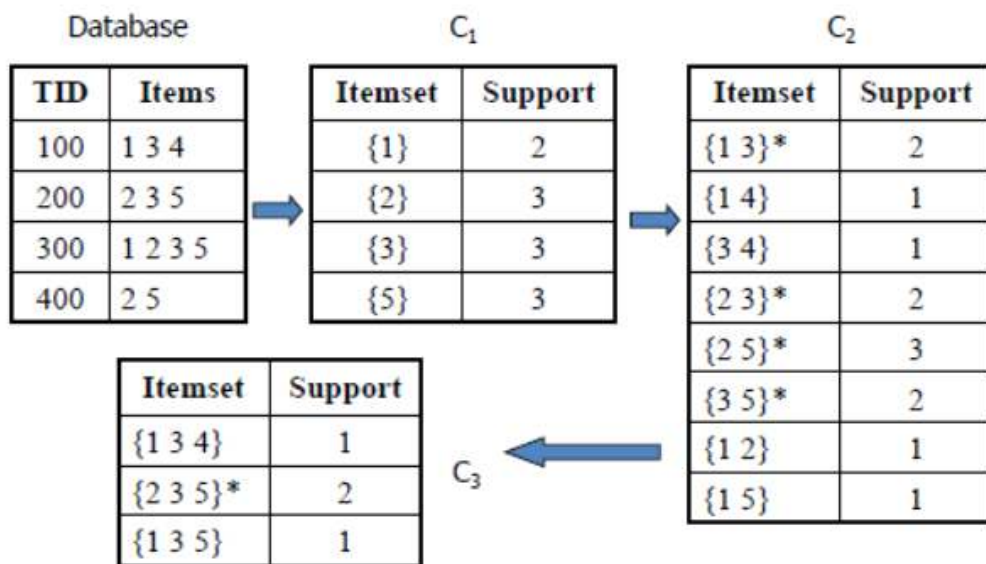 Database
TID Items
100 1 3 4
200 2 3 5
300 1 2 3 5
400 2 5
C1
Itemset Support
{1} 2
{2} 3
{3} 3
{5} 3
C2
Itemset Support
{1 3}* 2
{1 4} 1
{3 4} 1
{2 3}* 2
{2 5}* 3
{3 5}* 2
{1 2} 1
{1 5} 1
C3
Itemset Support
{1 3 4} 1
{2 3 5}* 2
{1 3 5} 1